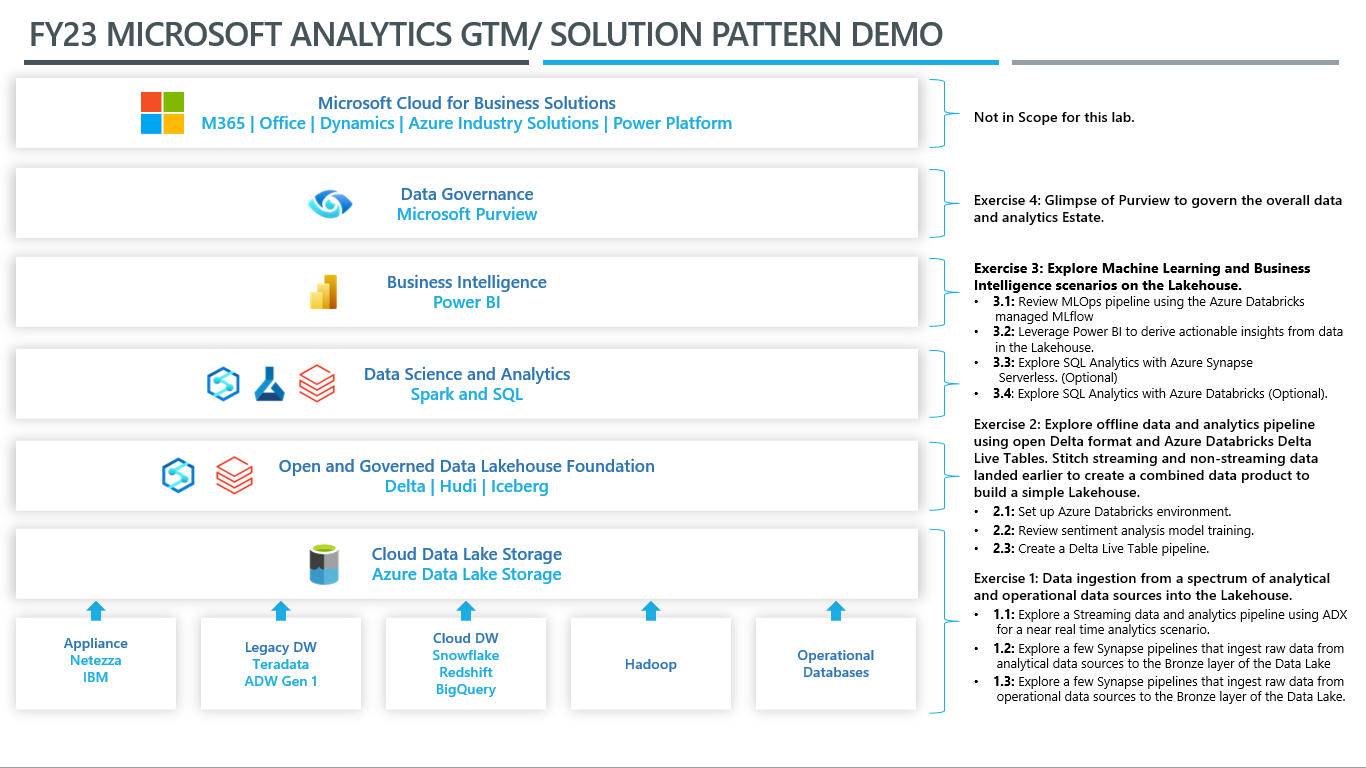 FY23 MICROSOFT ANALYTICS GTM/ SOLUTION PATTERN DEMO
Microsoft Cloud for Business Solutions
M365 | Office | Dynamics | Azure Industry Solutions | Power Platform
Not in Scope for this lab.
Data Governance
Microsoft Purview
Exercise 4: Glimpse of Purview to govern the overall data
and analytics Estate.
Business Intelligence
Power BI
Exercise 3: Explore Machine Learning and Business
Intelligence scenarios on the Lakehouse.
• 3.1: Review MLOps pipeline using the Azure Databricks
managed MLflow
• 3.2: Leverage Power BI to derive actionable insights from data
in the Lakehouse.
• 3.3: Explore SQL Analytics with Azure Synapse
Serverless. (Optional)
• 3.4: Explore SQL Analytics with Azure Databricks (Optional).
Data Science and Analytics
Spark and SQL
Open and Governed Data Lakehouse Foundation
Delta | Hudi | Iceberg
Exercise 2: Explore offline data and analytics pipeline
using open Delta format and Azure Databricks Delta
Live Tables. Stitch streaming and non-streaming data
landed earlier to create a combined data product to
build a simple Lakehouse.
• 2.1: Set up Azure Databricks environment.
• 2.2: Review sentiment analysis model training.
• 2.3: Create a Delta Live Table pipeline.
Cloud Data Lake Storage
Azure Data Lake Storage
Appliance
Netezza
IBM
Legacy DW
Teradata
ADW Gen 1
Cloud DW
Snowflake
Redshift
BigQuery
Hadoop
Operational
Databases
Exercise 1: Data ingestion from a spectrum of analytical
and operational data sources into the Lakehouse.
• 1.1: Explore a Streaming data and analytics pipeline using ADX
for a near real time analytics scenario.
• 1.2: Explore a few Synapse pipelines that ingest raw data from
analytical data sources to the Bronze layer of the Data Lake
• 1.3: Explore a few Synapse pipelines that ingest raw data from
operational data sources to the Bronze layer of the Data Lake.